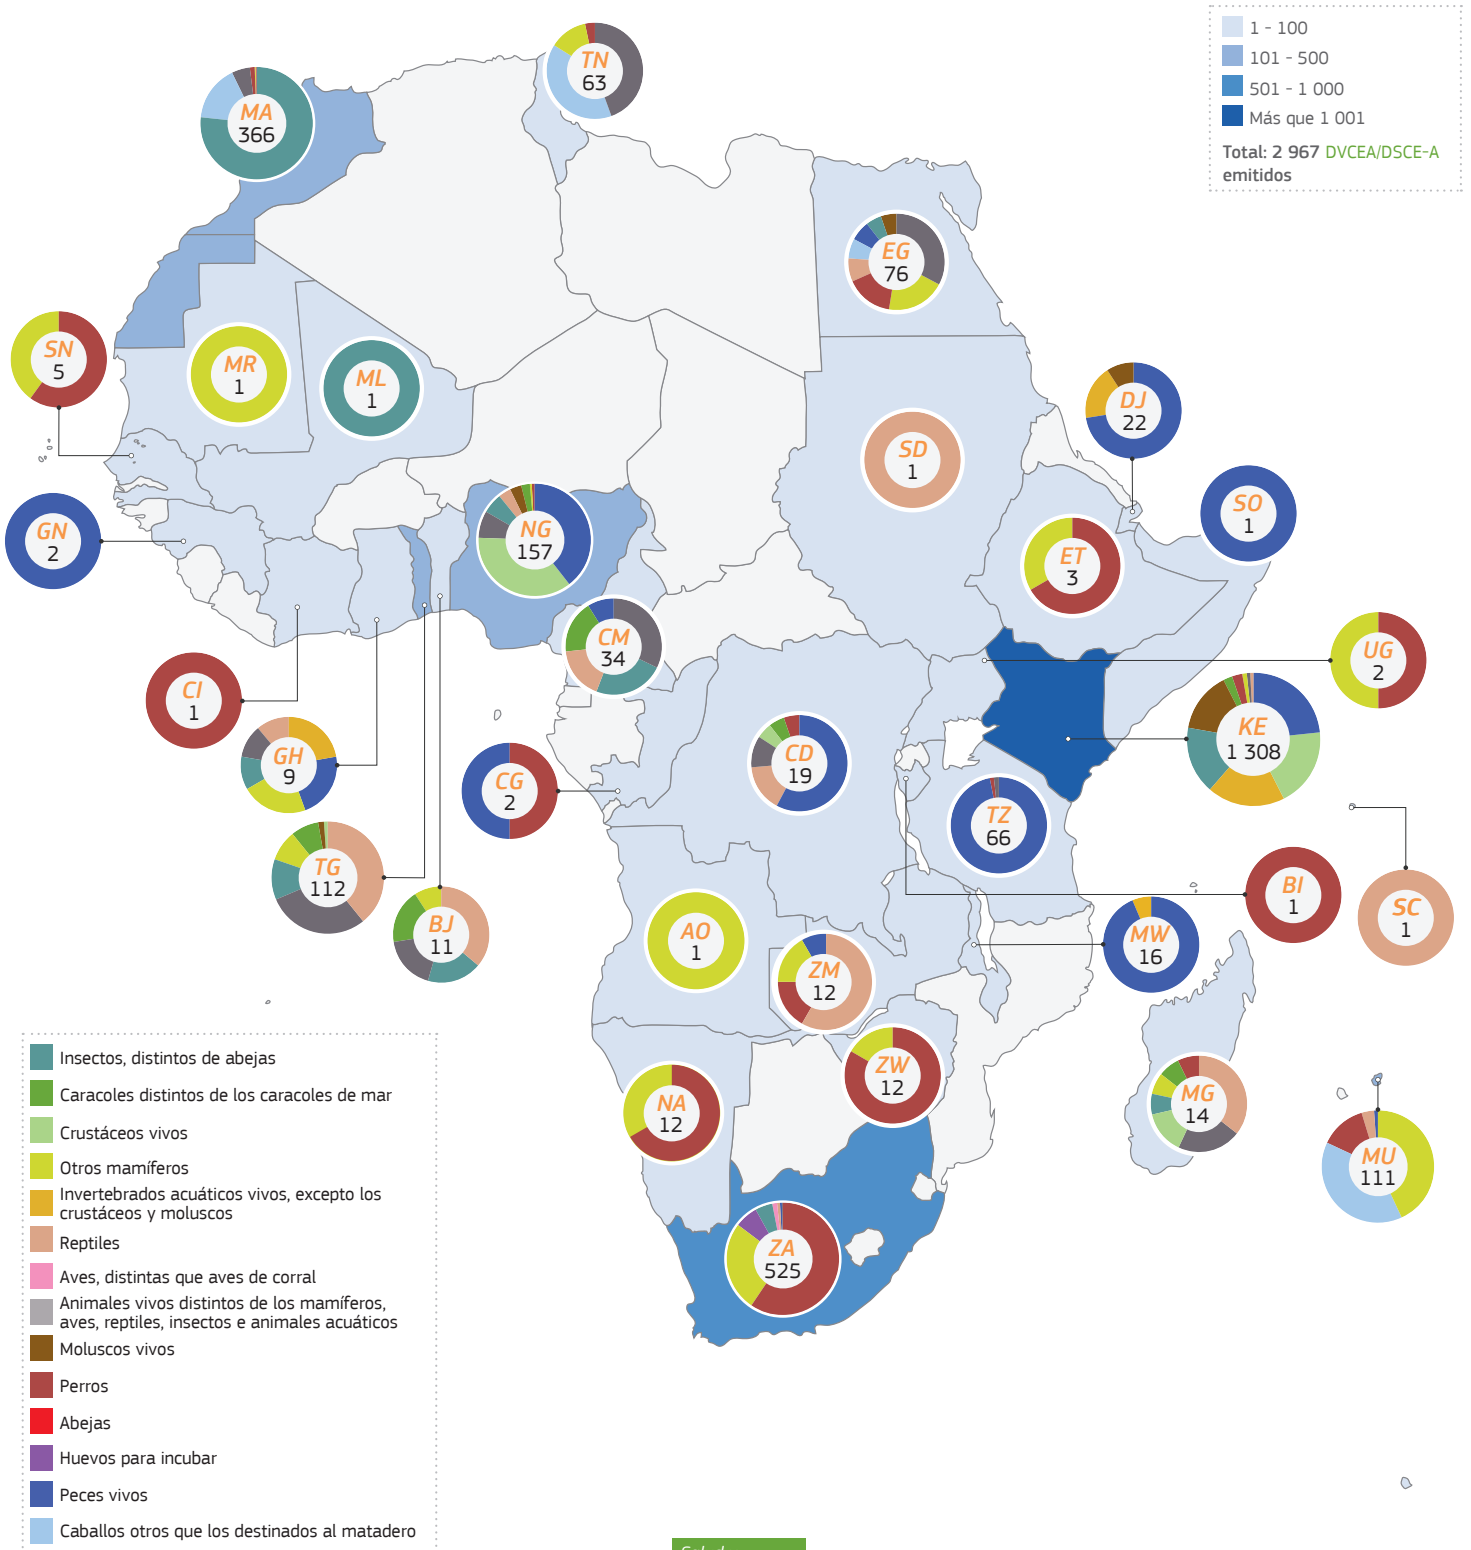 1 - 100
101 - 500
501 - 1 000
Más que 1 001
Total: 2 967 DVCEA/DSCE-A
emitidos
TN
63
MA
366
EG
76
SN
5
MR
1
ML
1
DJ
22
SD
1
SO
1
GN
2
NG
157
ET
3
CM
34
UG
2
CI
1
KE
1 308
GH
9
CG
2
CD
19
TZ
66
TG
112
BI
1
SC
1
BJ
11
AO
1
MW
16
ZM
12
ZW
12
NA
12
MG
14
MU
111
ZA
525
Insectos, distintos de abejas
Caracoles distintos de los caracoles de mar
Crustáceos vivos
Otros mamíferos
Invertebrados acuáticos vivos, excepto los
crustáceos y moluscos
Reptiles
Aves, distintas que aves de corral
Animales vivos distintos de los mamíferos,
aves, reptiles, insectos e animales acuáticos
Moluscos vivos
Perros
Abejas
Huevos para incubar
Peces vivos
Caballos otros que los destinados al matadero